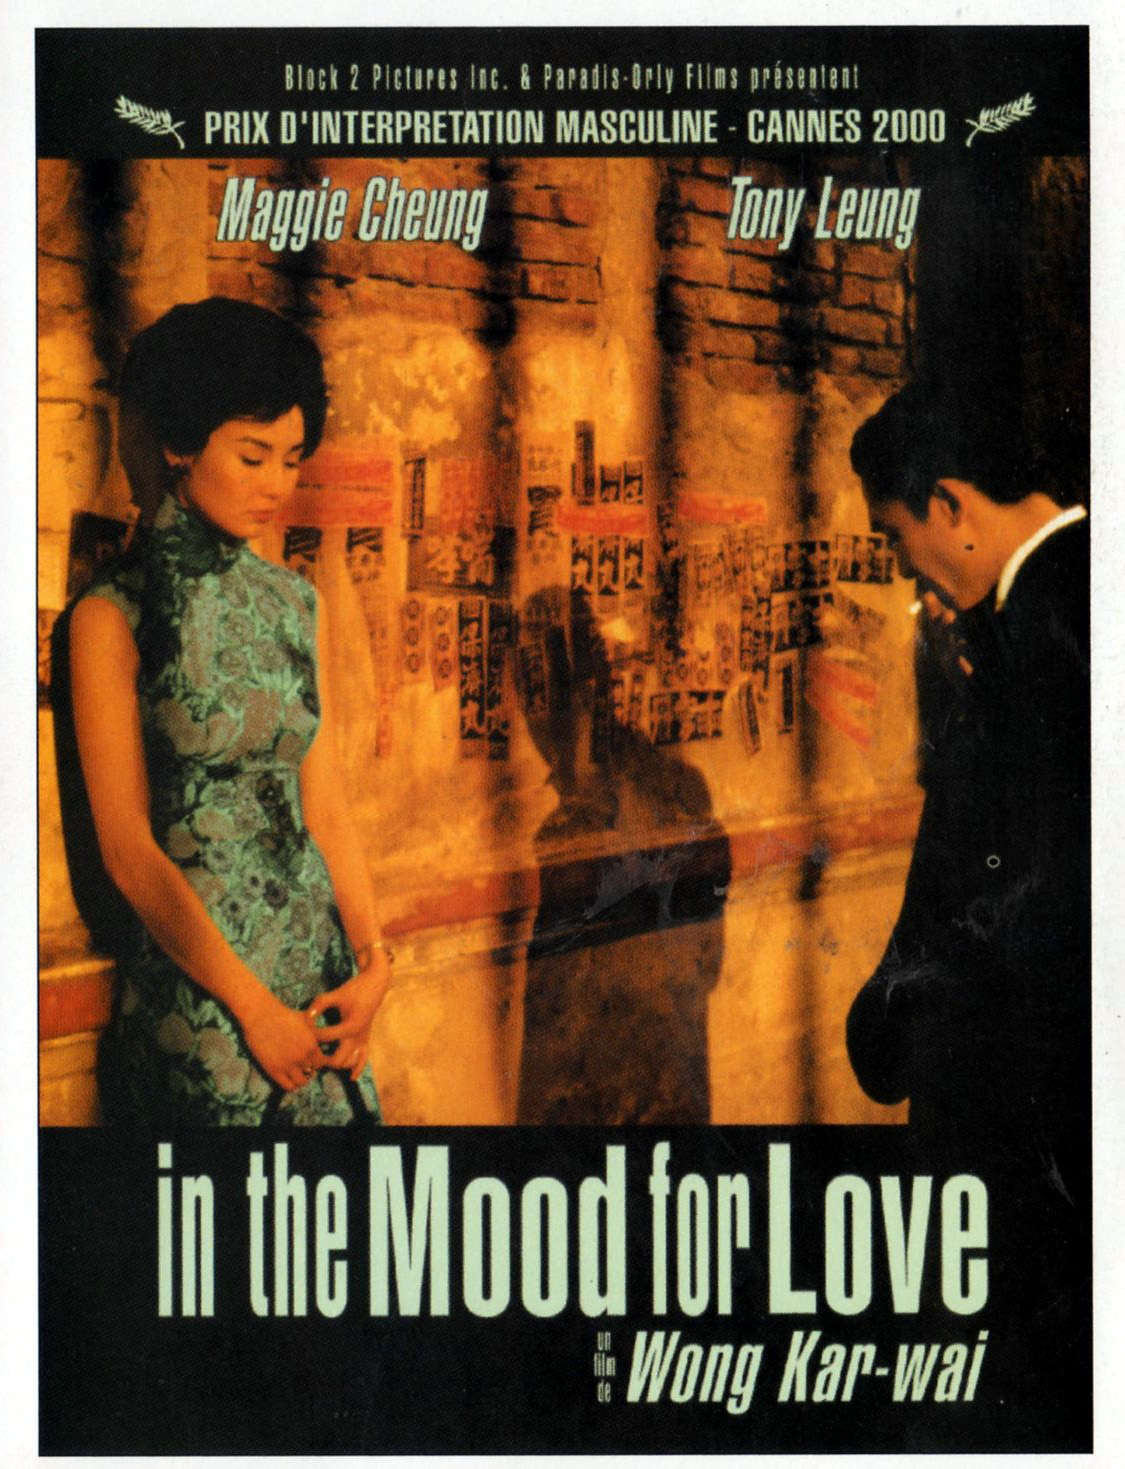 Block 2 Pictures Inc. & Paradis-Orly Films présentent
PRIX D'INTERPRETATION MASCULINE - CANNES 2000
Maggie Cheung
Tony Leung
in the Mood for Love
un
film
de
Wong Kar-wai